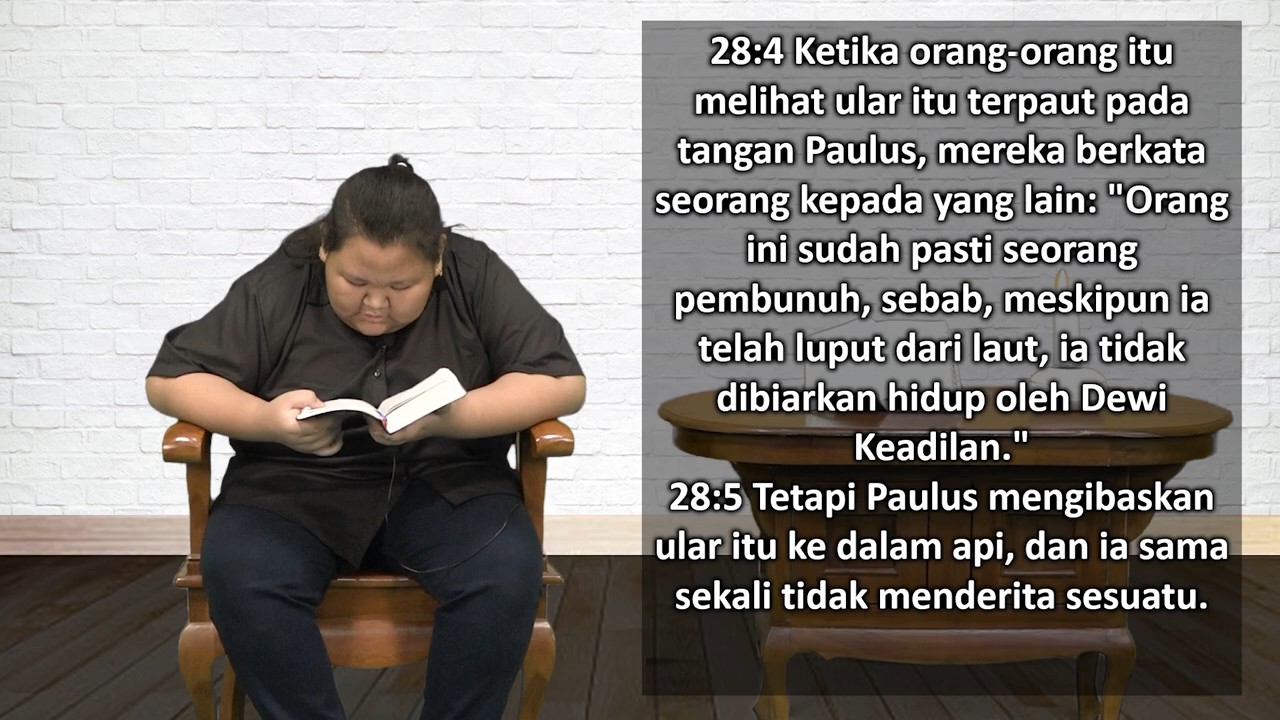 28:4 Ketika orang-orang itu
melihat ular itu terpaut pada
tangan Paulus, mereka berkata
seorang kepada yang lain: "Orang
ini sudah pasti seorang
pembunuh, sebab, meskipun ia
telah luput dari laut, ia tidak
dibiarkan hidup oleh Dewi
Keadilan."
28:5 Tetapi Paulus mengibaskan
ular itu ke dalam api, dan ia sama
sekali tidak menderita sesuatu.